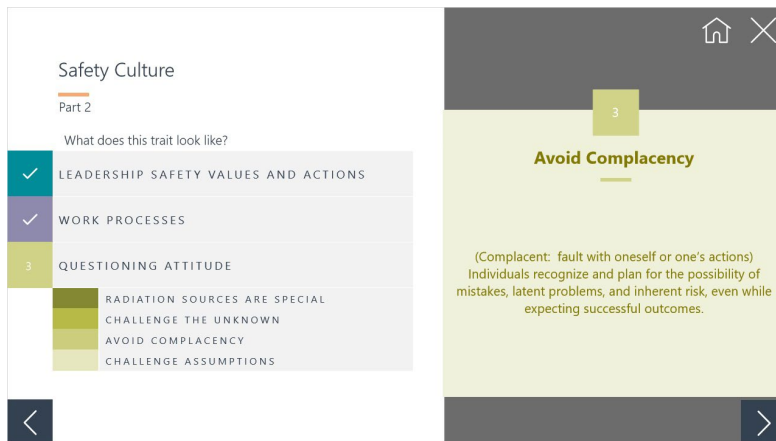 Safety Culture
Part 2
What does this trait look like?
LEADERSHIP SAFETY VALUES AND ACTIONS
WORK PROCESSES
3
QUESTIONING ATTITUDE
RADIATION SOURCES ARE SPECIAL
CHALLENGE THE UNKNOWN
AVOID COMPLACENCY
CHALLENGE ASSUMPTIONS
3
Avoid Complacency
(Complacent: fault with oneself or one's actions)
Individuals recognize and plan for the possibility of
mistakes, latent problems, and inherent risk, even while
expecting successful outcomes.